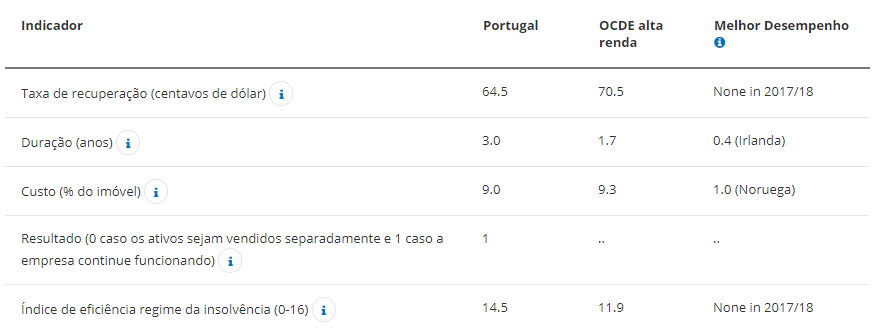 Indicador Portugal OCDE alta renda Melhor Desempenho
Taxa de recuperação (centavos de dólar) 64.5 70.5 None in 2017/18
Duração (anos) 3.0 1.7 0.4 (Irlanda)
Custo (% do imóvel) 9.0 9.3 1.0 (Noruega)
Resultado (0 caso os ativos sejam vendidos separadamente e 1 caso a
empresa continue funcionando) 1 .. ..
Índice de eficiência regime da insolvência (0-16) 14.5 11.9 None in 2017/18